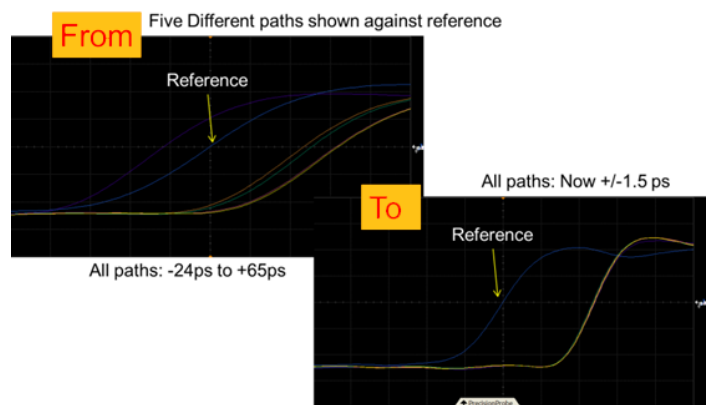 Five Different paths shown against reference
From
Reference
All paths: Now +/-1.5 ps
To
Reference
All paths: -24ps to +65ps
PrecisionProbe